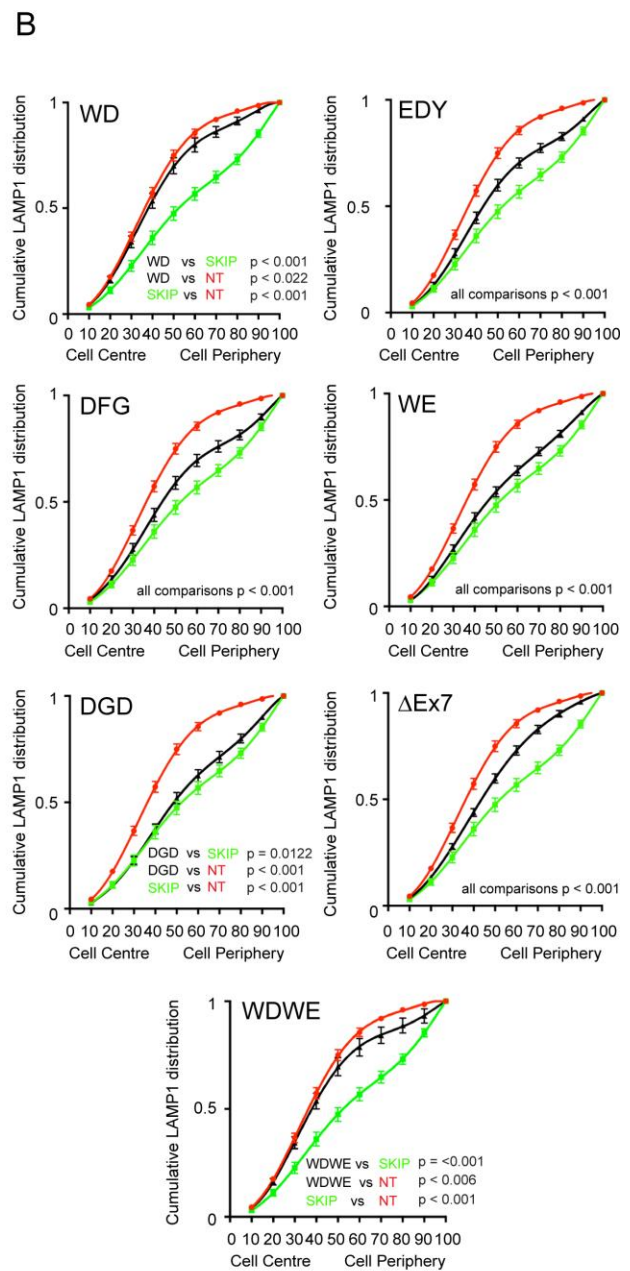 B
WD
Cumulative LAMP1 distribution
1
0.5
0
WD vs SKIP p < 0.001
WD vs NT p < 0.022
SKIP vs NT p < 0.001
0 10 20 30 40 50 60 70 80 90 100
Cell Centre Cell Periphery
EDY
Cumulative LAMP1 distribution
1
0.5
0
all comparisons p < 0.001
0 10 20 30 40 50 60 70 80 90 100
Cell Centre Cell Periphery
DFG
Cumulative LAMP1 distribution
1
0.5
0
all comparisons p < 0.001
0 10 20 30 40 50 60 70 80 90 100
Cell Centre Cell Periphery
WE
Cumulative LAMP1 distribution
1
0.5
0
all comparisons p < 0.001
0 10 20 30 40 50 60 70 80 90 100
Cell Centre Cell Periphery
DGD
Cumulative LAMP1 distribution
1
0.5
0
DGD vs SKIP p = 0.0122
DGD vs NT p < 0.001
SKIP vs NT p < 0.001
0 10 20 30 40 50 60 70 80 90 100
Cell Centre Cell Periphery
ΔEx7
Cumulative LAMP1 distribution
1
0.5
0
all comparisons p < 0.001
0 10 20 30 40 50 60 70 80 90 100
Cell Centre Cell Periphery
WDWE
Cumulative LAMP1 distribution
1
0.5
0
WDWE vs SKIP p = <0.001
WDWE vs NT p < 0.006
SKIP vs NT p < 0.001
0 10 20 30 40 50 60 70 80 90 100
Cell Centre Cell Periphery